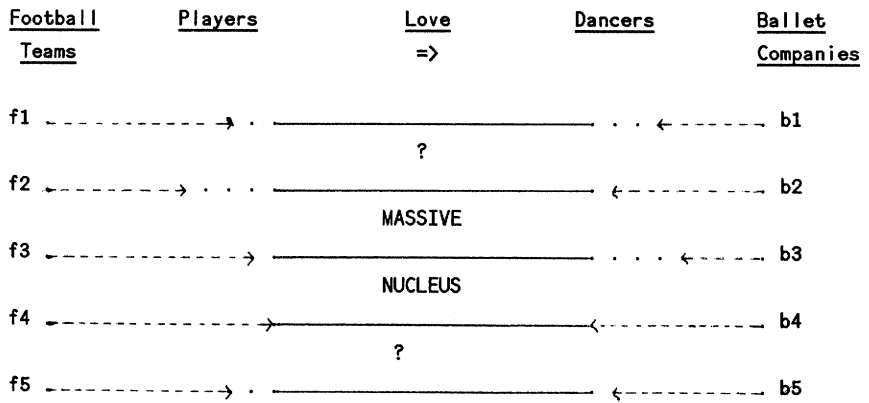 Football Players Love Dancers Ballet
Teams => Companies
f1 b1
?
f2 b2
MASSIVE
f3 b3
NUCLEUS
f4 b4
?
f5 b5